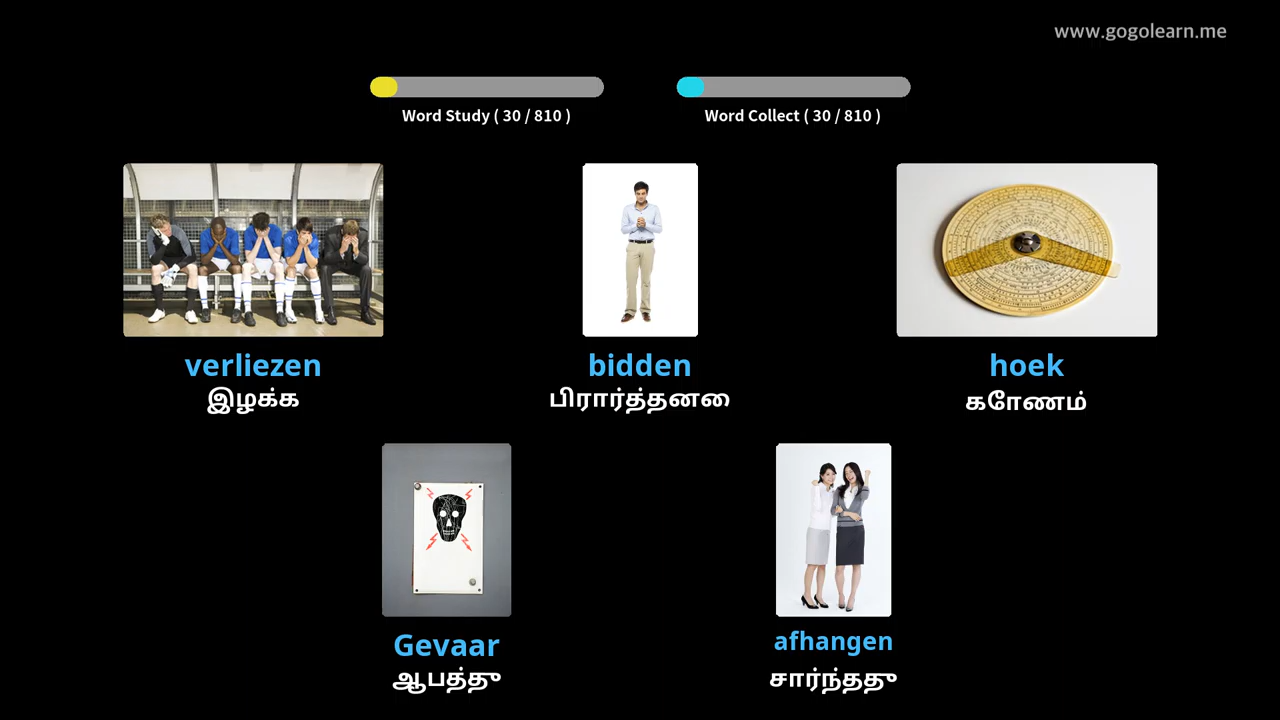 www.gogolearn.me
Word Study ( 30 / 810 )
Word Collect ( 30 / 810 )
verliezen
இழக்க
bidden
பிரார்த்தனை
hoek
கோணம்
Gevaar
ஆபத்து
afhangen
சார்ந்தது